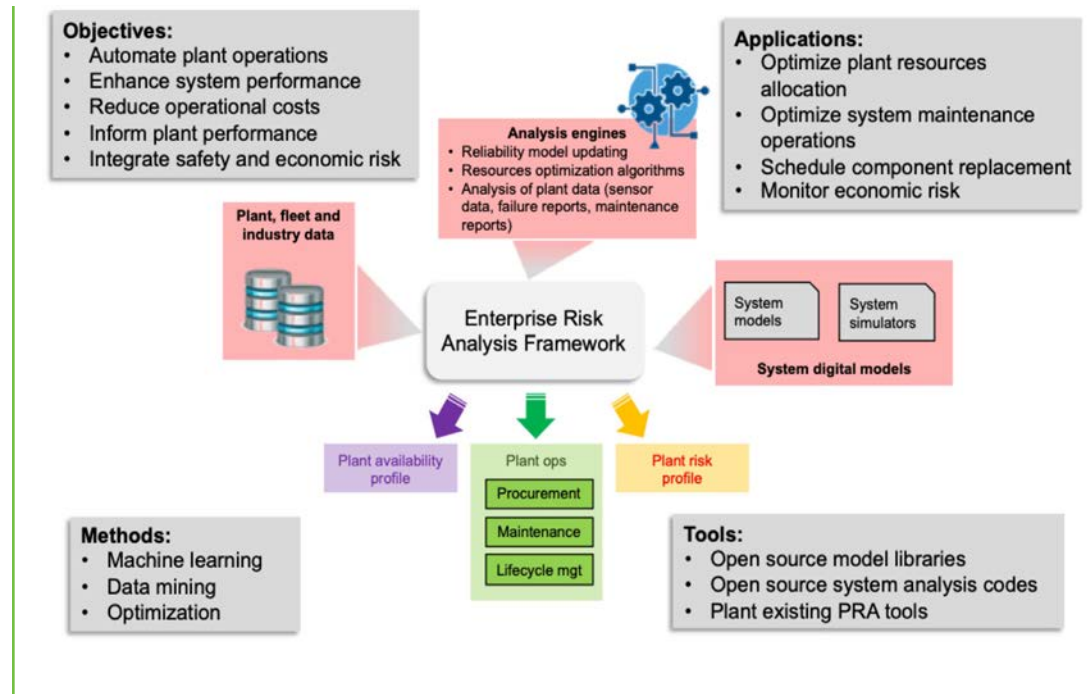 Objectives:
• Automate plant operations
• Enhance system performance
• Reduce operational costs
• Inform plant performance
• Integrate safety and economic risk
Applications:
• Optimize plant resources
allocation
• Optimize system maintenance
operations
• Schedule component replacement
• Monitor economic risk
Analysis engines
• Reliability model updating
• Resources optimization algorithms
• Analysis of plant data (sensor
data, failure reports, maintenance
reports)
Plant, fleet and
industry data
Enterprise Risk
Analysis Framework
System
models
System
simulators
System digital models
Plant availability
profile
Plant ops
Procurement
Maintenance
Lifecycle mgt
Plant risk
profile
Methods:
• Machine learning
• Data mining
• Optimization
Tools:
• Open source model libraries
• Open source system analysis codes
• Plant existing PRA tools